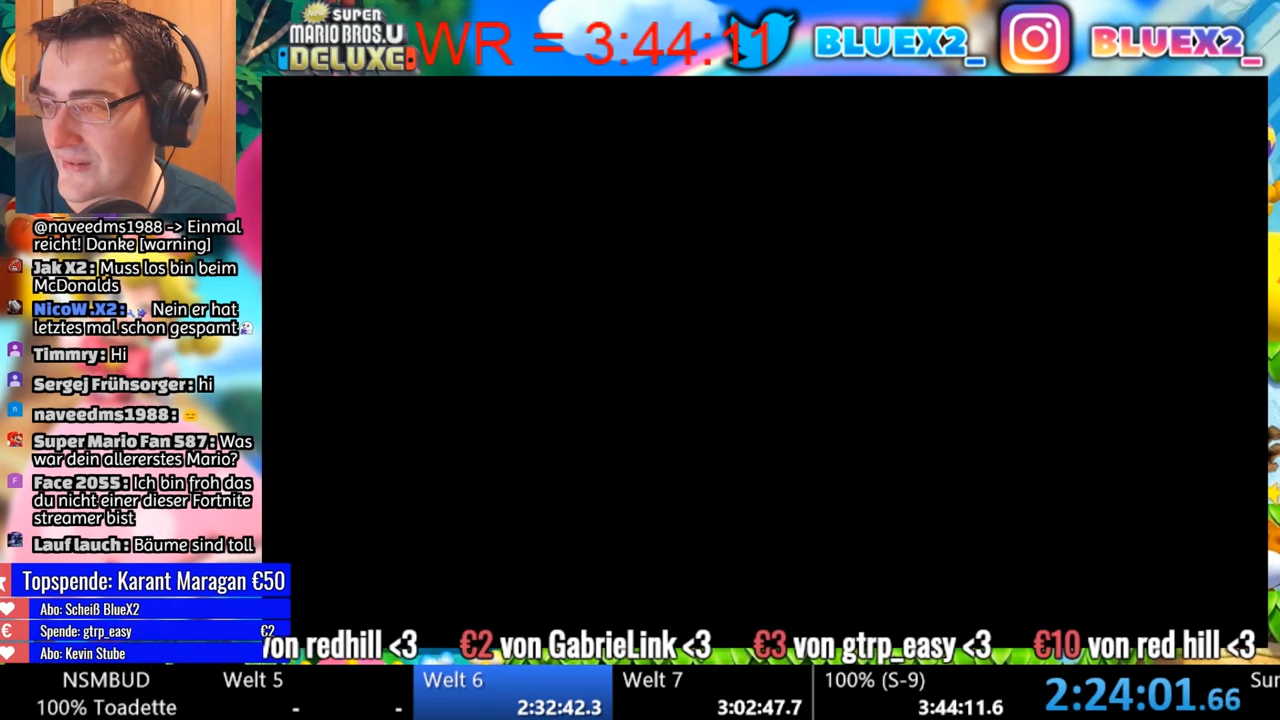 New SUPER
MARIO BROS. U
DELUXE
WR = 3:44:11
BLUEX2_
BLUEX2_
@naveedms1988 -> Einmal
reicht! Danke [warning]
Jak X2: Muss los bin beim
McDonalds
NicoW .X2: Nein er hat
letztes mal schon gespamt
Timmry: Hi
Sergej Frühsorger: hi
naveedms1988:
Super Mario Fan 587: Was
war dein allererstes Mario?
Face 2055: Ich bin froh das
du nicht einer dieser Fortnite
streamer bist
Lauf lauch: Bäume sind toll
Topspende: Karant Maragan €50
Abo: Scheiß BlueX2
Spende: gtrp_easy €2
Abo: Kevin Stube
von redhill <3 €2 von GabrieLink <3 €3 von gtrp_easy <3 €10 von red hill <3
NSMBUD
100% Toadette
Welt 5
- -
Welt 6
2:32:42.3
Welt 7
3:02:47.7
100% (S-9)
3:44:11.6
2:24:01.66
Sur